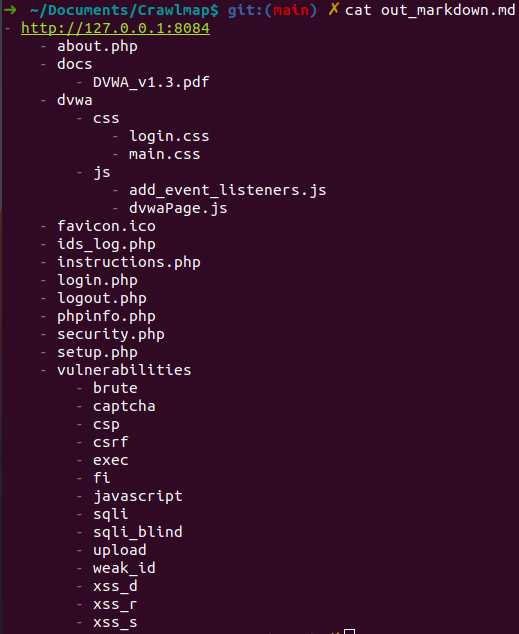 ➜ ~/Documents/Crawlmap$ git:(main) ✗ cat out_markdown.md
- http://127.0.0.1:8084
    - about.php
    - docs
        - DVWA_v1.3.pdf
    - dvwa
        - css
            - login.css
            - main.css
        - js
            - add_event_listeners.js
            - dvwaPage.js
    - favicon.ico
    - ids_log.php
    - instructions.php
    - login.php
    - logout.php
    - phpinfo.php
    - security.php
    - setup.php
    - vulnerabilities
        - brute
        - captcha
        - csp
        - csrf
        - exec
        - fi
        - javascript
        - sqli
        - sqli_blind
        - upload
        - weak_id
        - xss_d
        - xss_r
        - xss_s